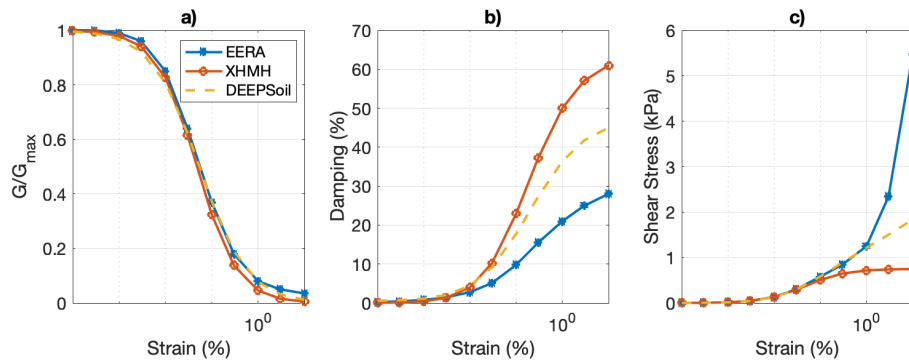 a)
G/Gmax
1
0.8
0.6
0.4
0.2
0
10⁰
Strain (%)
EERA
XHMH
DEEPSoil
b)
Damping (%)
70
60
50
40
30
20
10
0
10⁰
Strain (%)
c)
Shear Stress (kPa)
6
5
4
3
2
1
0
10⁰
Strain (%)